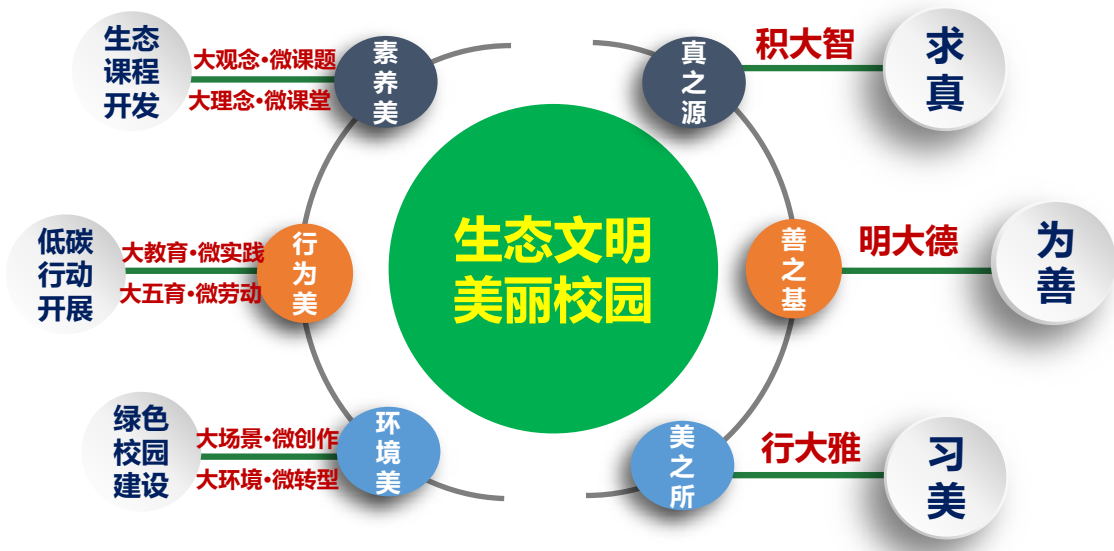 生态
课程
开发
大观念·微课题
大理念·微课堂
素
养
美
真
之
源
积大智
求
真
低碳
行动
开展
大教育·微实践
大五育·微劳动
行
为
美
生态文明
美丽校园
善
之
基
明大德
为
善
绿色
校园
建设
大场景·微创作
大环境·微转型
环
境
美
美
之
所
行大雅
习
美